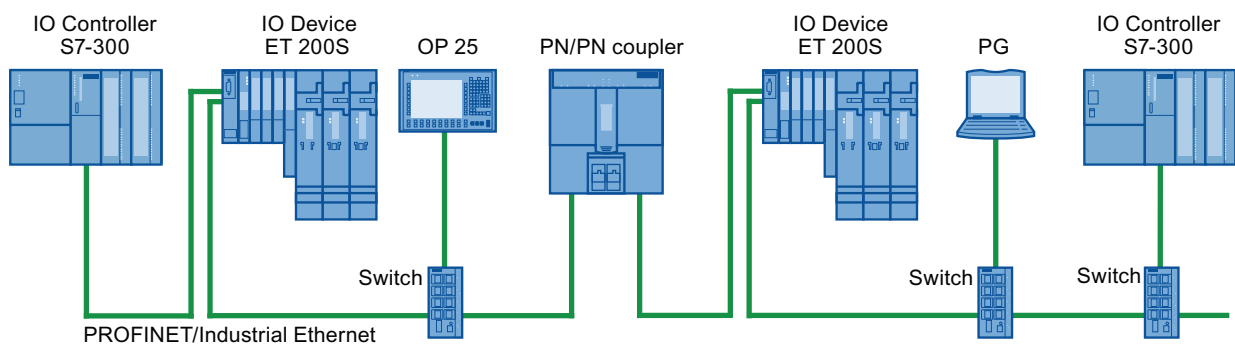 IO Controller
S7-300
IO Device
ET 200S
OP 25
PN/PN coupler
IO Device
ET 200S
PG
IO Controller
S7-300
Switch
Switch
Switch
PROFINET/Industrial Ethernet